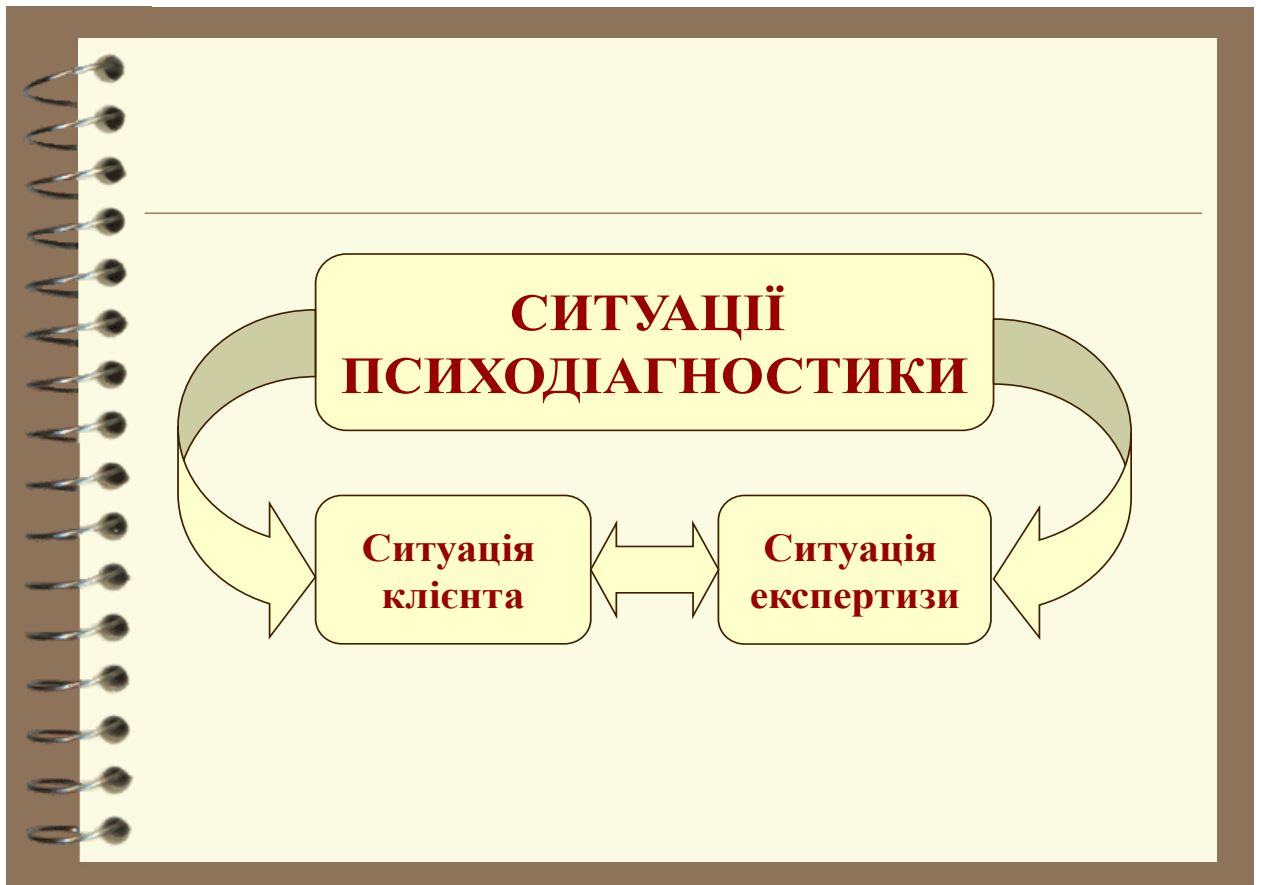 СИТУАЦІЇ
ПСИХОДІАГНОСТИКИ
Ситуація
клієнта
Ситуація
експертизи